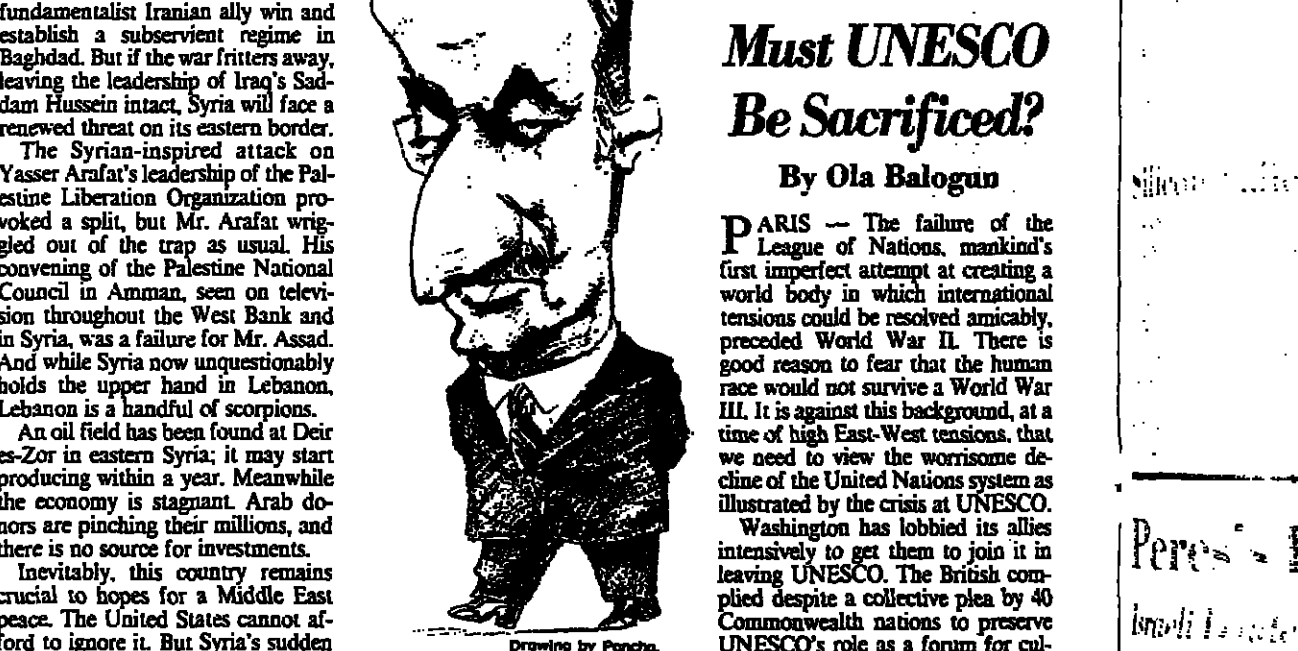 fundamentalist Iranian ally win and
establish a subservient regime in
Baghdad. But if the war fritters away,
leaving the leadership of Iraq's Sad-
dam Hussein intact, Syria will face a
renewed threat on its eastern border.
The Syrian-inspired attack on
Yasser Arafat's leadership of the Pal-
estine Liberation Organization pro-
voked a split, but Mr. Arafat wrig-
gled out of the trap as usual. His
convening of the Palestine National
Council in Amman, seen on televi-
sion throughout the West Bank and
in Syria, was a failure for Mr. Assad.
And while Syria now unquestionably
holds the upper hand in Lebanon,
Lebanon is a handful of scorpions.
An oil field has been found at Deir
es-Zor in eastern Syria; it may start
producing within a year. Meanwhile
the economy is stagnant. Arab do-
nors are pinching their millions, and
there is no source for investments.
Inevitably, this country remains
crucial to hopes for a Middle East
peace. The United States cannot af-
ford to ignore it. But Syria's sudden
Drawing by Poncho.
Must UNESCO
Be Sacrificed?
By Ola Balogun
PARIS — The failure of the
League of Nations, mankind's
first imperfect attempt at creating a
world body in which international
tensions could be resolved amicably,
preceded World War II. There is
good reason to fear that the human
race would not survive a World War
III. It is against this background, at a
time of high East-West tensions, that
we need to view the worrisome de-
cline of the United Nations system as
illustrated by the crisis at UNESCO.
Washington has lobbied its allies
intensively to get them to join it in
leaving UNESCO. The British com-
plied despite a collective plea by 40
Commonwealth nations to preserve
UNESCO's role as a forum for cul-